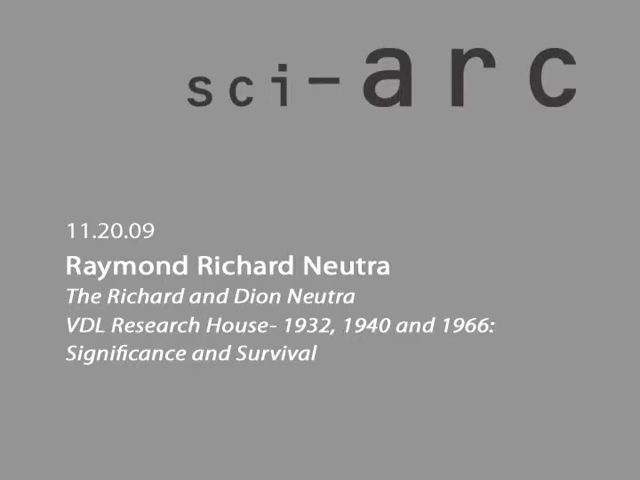 sci-arc
11.20.09
Raymond Richard Neutra
The Richard and Dion Neutra
VDL Research House- 1932, 1940 and 1966:
Significance and Survival